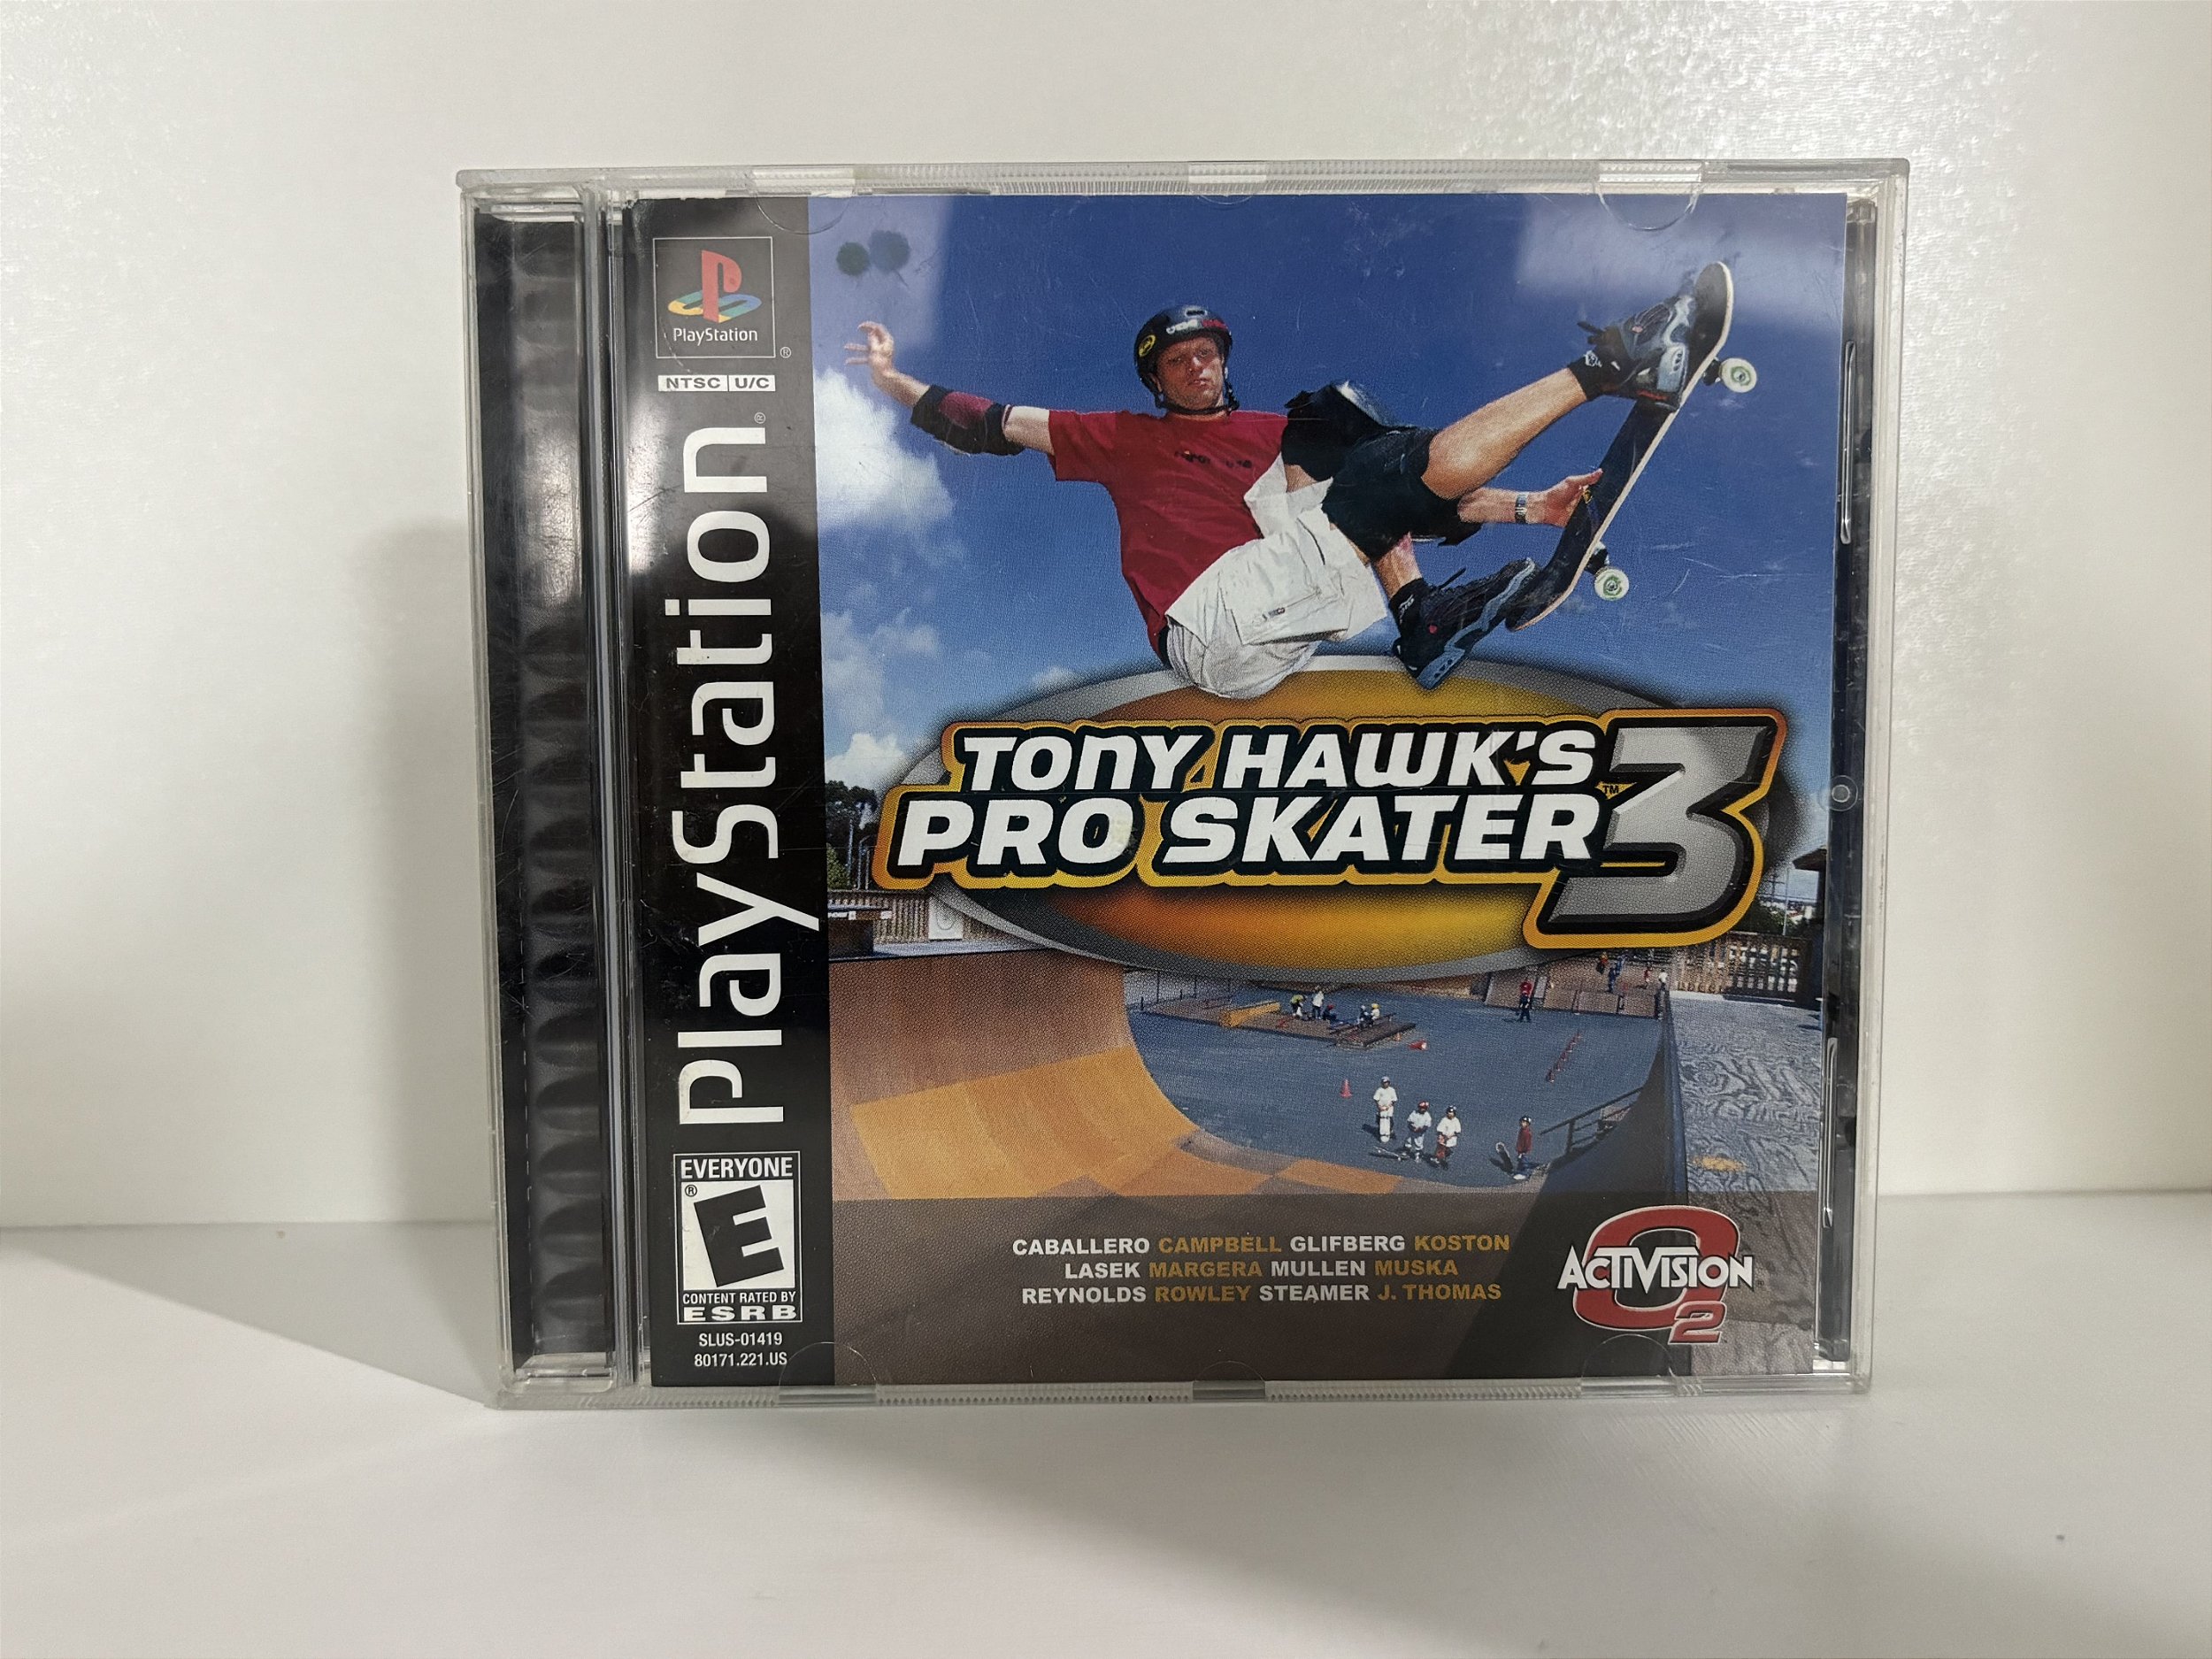 PlayStation
®
NTSC U/C
PlayStation®
EVERYONE
E
®
CONTENT RATED BY
ESRB
SLUS-01419
80171.221.US
TONY HAWK'S
PRO SKATER™ 3
CABALLERO CAMPBELL GLIFBERG KOSTON
LASEK MARGERA MULLEN MUSKA
REYNOLDS ROWLEY STEAMER J. THOMAS
ACTIVISION
O2